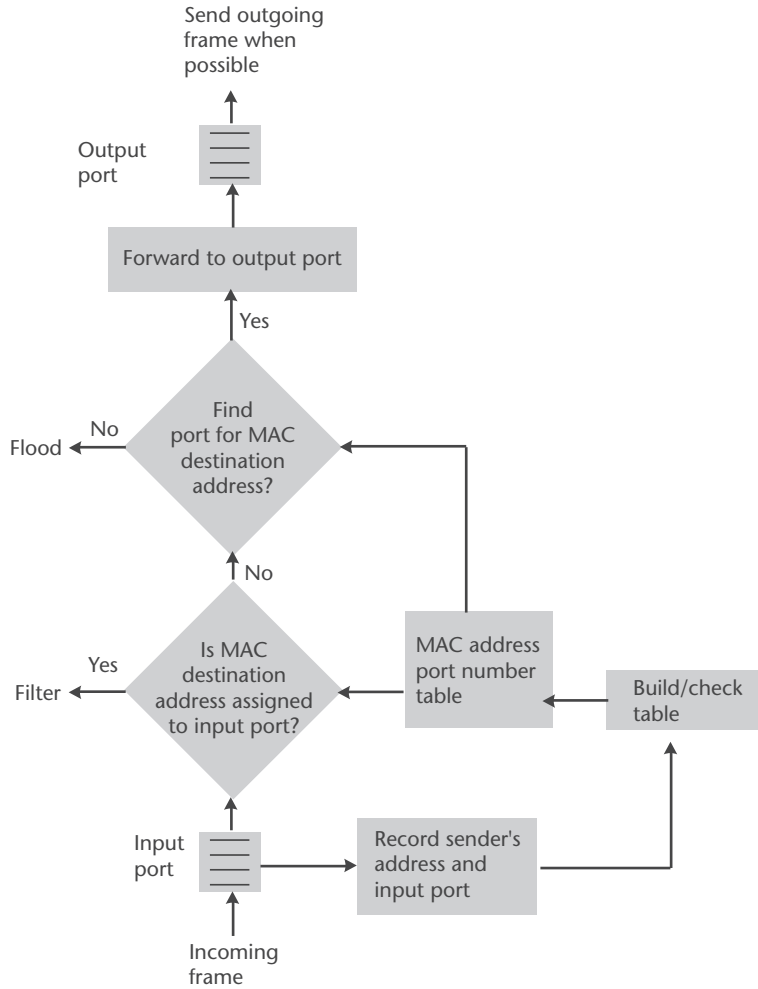 Send outgoing
frame when
possible
Output
port
Forward to output port
Yes
Find
port for MAC
destination
address?
No
Flood
No
Is MAC
destination
address assigned
to input port?
Yes
Filter
MAC address
port number
table
Build/check
table
Input
port
Record sender's
address and
input port
Incoming
frame